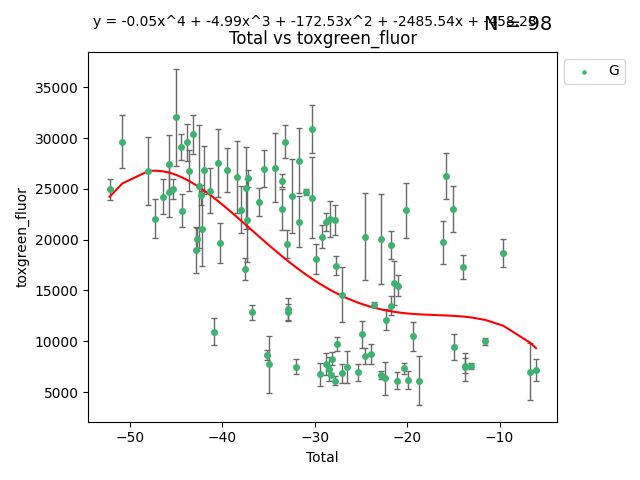 y = -0.05x^4 + -4.99x^3 + -172.53x^2 + -2485.54x +
N = 98
Total vs toxgreen_fluor
G
35000
30000
25000
20000
15000
10000
5000
toxgreen_fluor
−50 −40 −30 −20 −10
Total